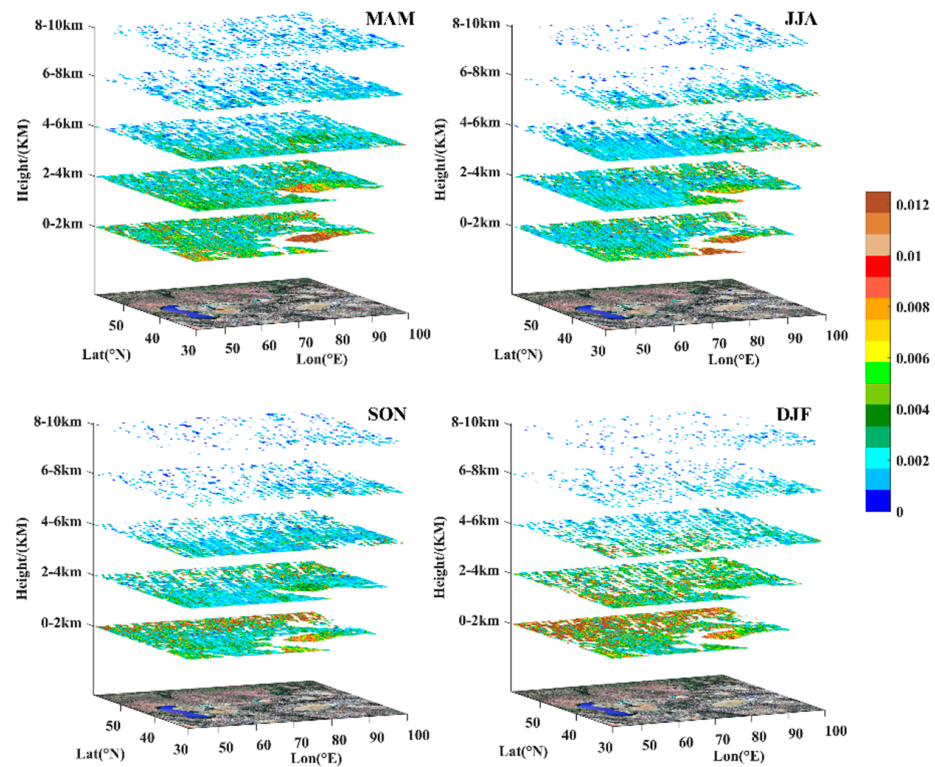 MAM
8-10km
6-8km
4-6km
2-4km
0-2km
Height/(KM)
50
40
30
Lat(°N)
50
60
70
80
90
100
Lon(°E)
JJA
8-10km
6-8km
4-6km
2-4km
0-2km
Height/(KM)
50
40
30
Lat(°N)
50
60
70
80
90
100
Lon(°E)
0.012
0.01
0.008
0.006
0.004
0.002
0
SON
8-10km
6-8km
4-6km
2-4km
0-2km
Height/(KM)
50
40
30
Lat(°N)
50
60
70
80
90
100
Lon(°E)
DJF
8-10km
6-8km
4-6km
2-4km
0-2km
Height/(KM)
50
40
30
Lat(°N)
50
60
70
80
90
100
Lon(°E)